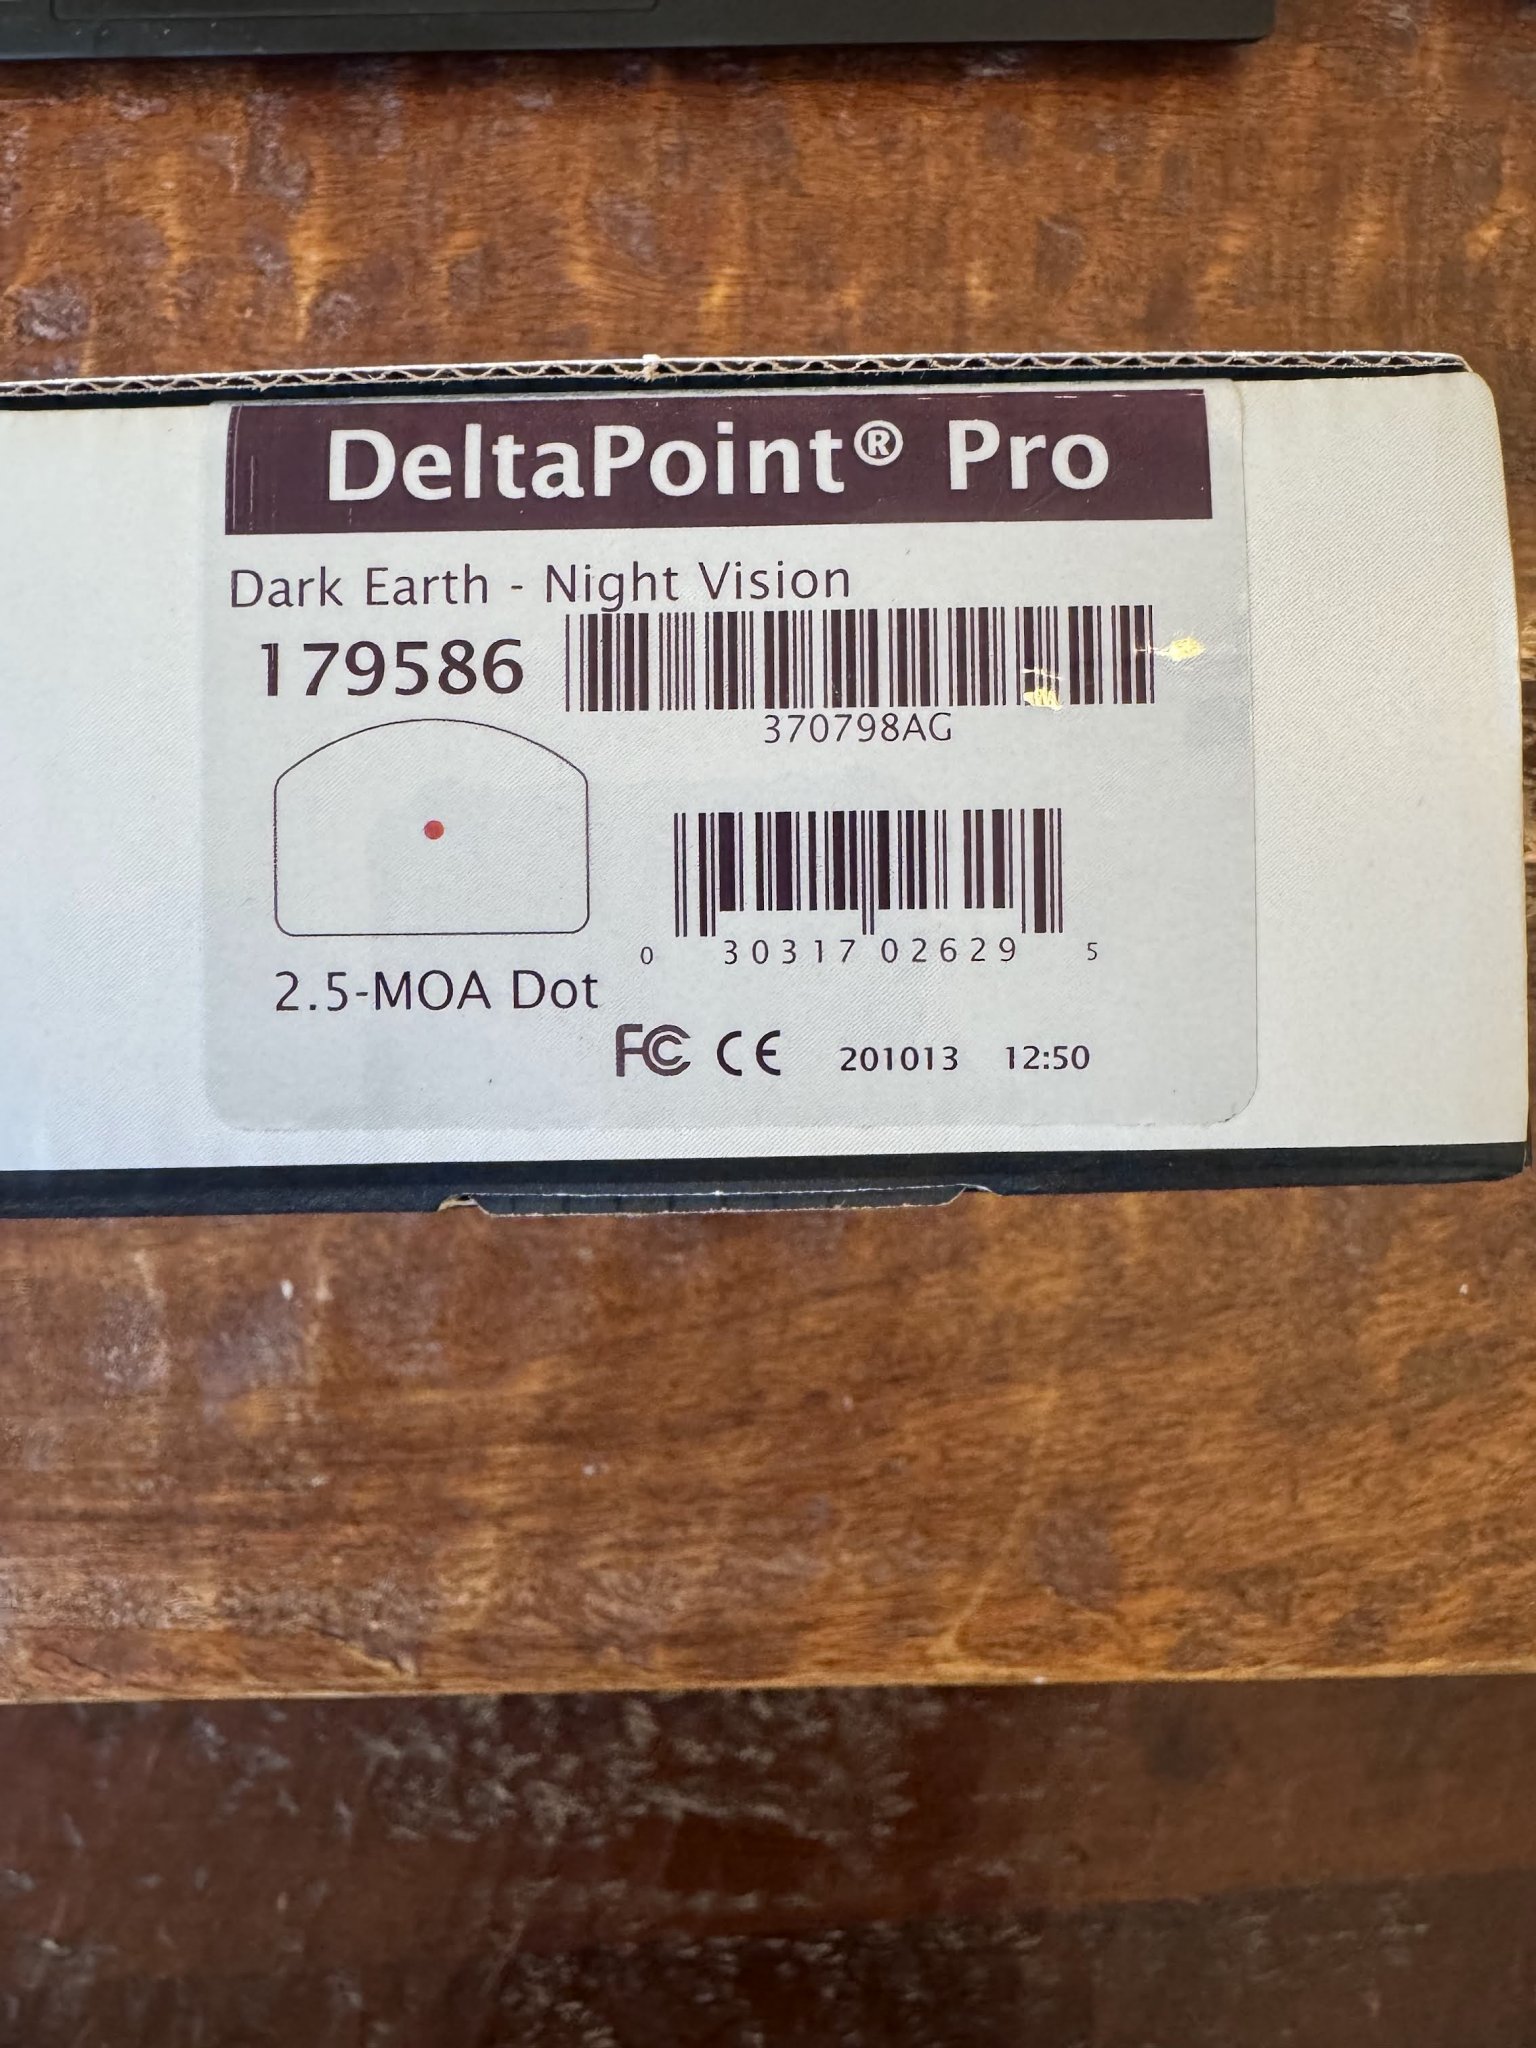 DeltaPoint® Pro
Dark Earth - Night Vision
179586
370798AG
0 30317 02629 5
2.5-MOA Dot
FC CE 201013 12:50